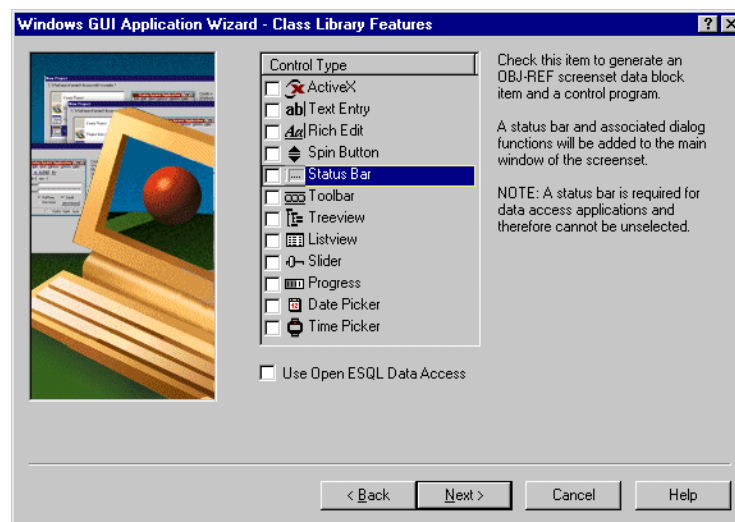 Windows GUI Application Wizard - Class Library Features
Control Type
ActiveX
Text Entry
Rich Edit
Spin Button
Status Bar
Toolbar
Treeview
Listview
Slider
Progress
Date Picker
Time Picker
Use Open ESQL Data Access
Check this item to generate an
OBJ-REF screenset data block
item and a control program.
A status bar and associated dialog
functions will be added to the main
window of the screenset.
NOTE: A status bar is required for
data access applications and
therefore cannot be unselected.
< Back
Next >
Cancel
Help